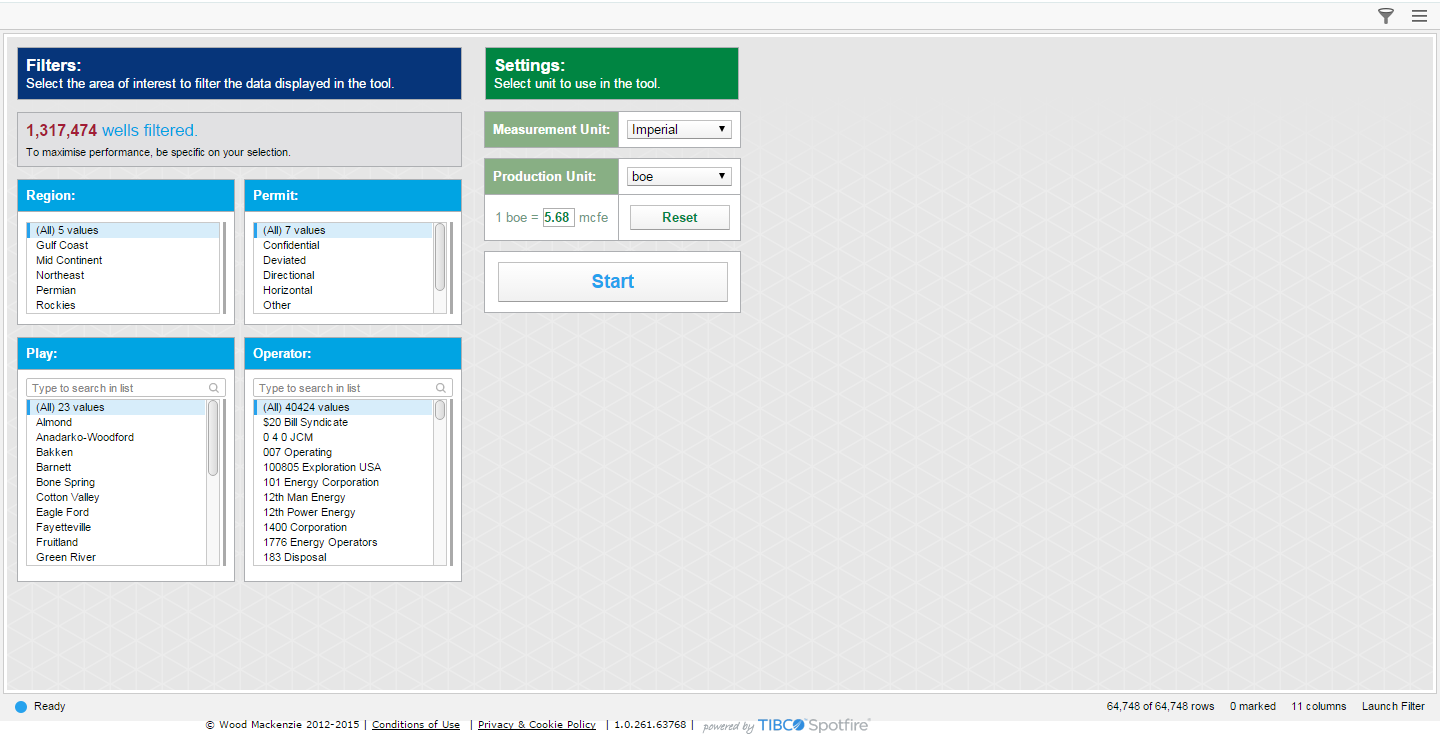 Filters:
Select the area of interest to filter the data displayed in the tool.
1,317,474 wells filtered.
To maximise performance, be specific on your selection.
Region:
(All) 5 values
Gulf Coast
Mid Continent
Northeast
Permian
Rockies
Permit:
(All) 7 values
Confidential
Deviated
Directional
Horizontal
Other
Play:
Type to search in list
(All) 23 values
Almond
Anadarko-Woodford
Bakken
Barnett
Bone Spring
Cotton Valley
Eagle Ford
Fayetteville
Fruitland
Green River
Operator:
Type to search in list
(All) 40424 values
$20 Bill Syndicate
0 4 0 JCM
007 Operating
100805 Exploration USA
101 Energy Corporation
12th Man Energy
12th Power Energy
1400 Corporation
1776 Energy Operators
183 Disposal
Settings:
Select unit to use in the tool.
Measurement Unit: Imperial
Production Unit: boe
1 boe = 5.68 mcfe Reset
Start
Ready
64,748 of 64,748 rows 0 marked 11 columns Launch Filter
© Wood Mackenzie 2012-2015 | Conditions of Use | Privacy & Cookie Policy | 1.0.261.63768 | powered by TIBCO Spotfire